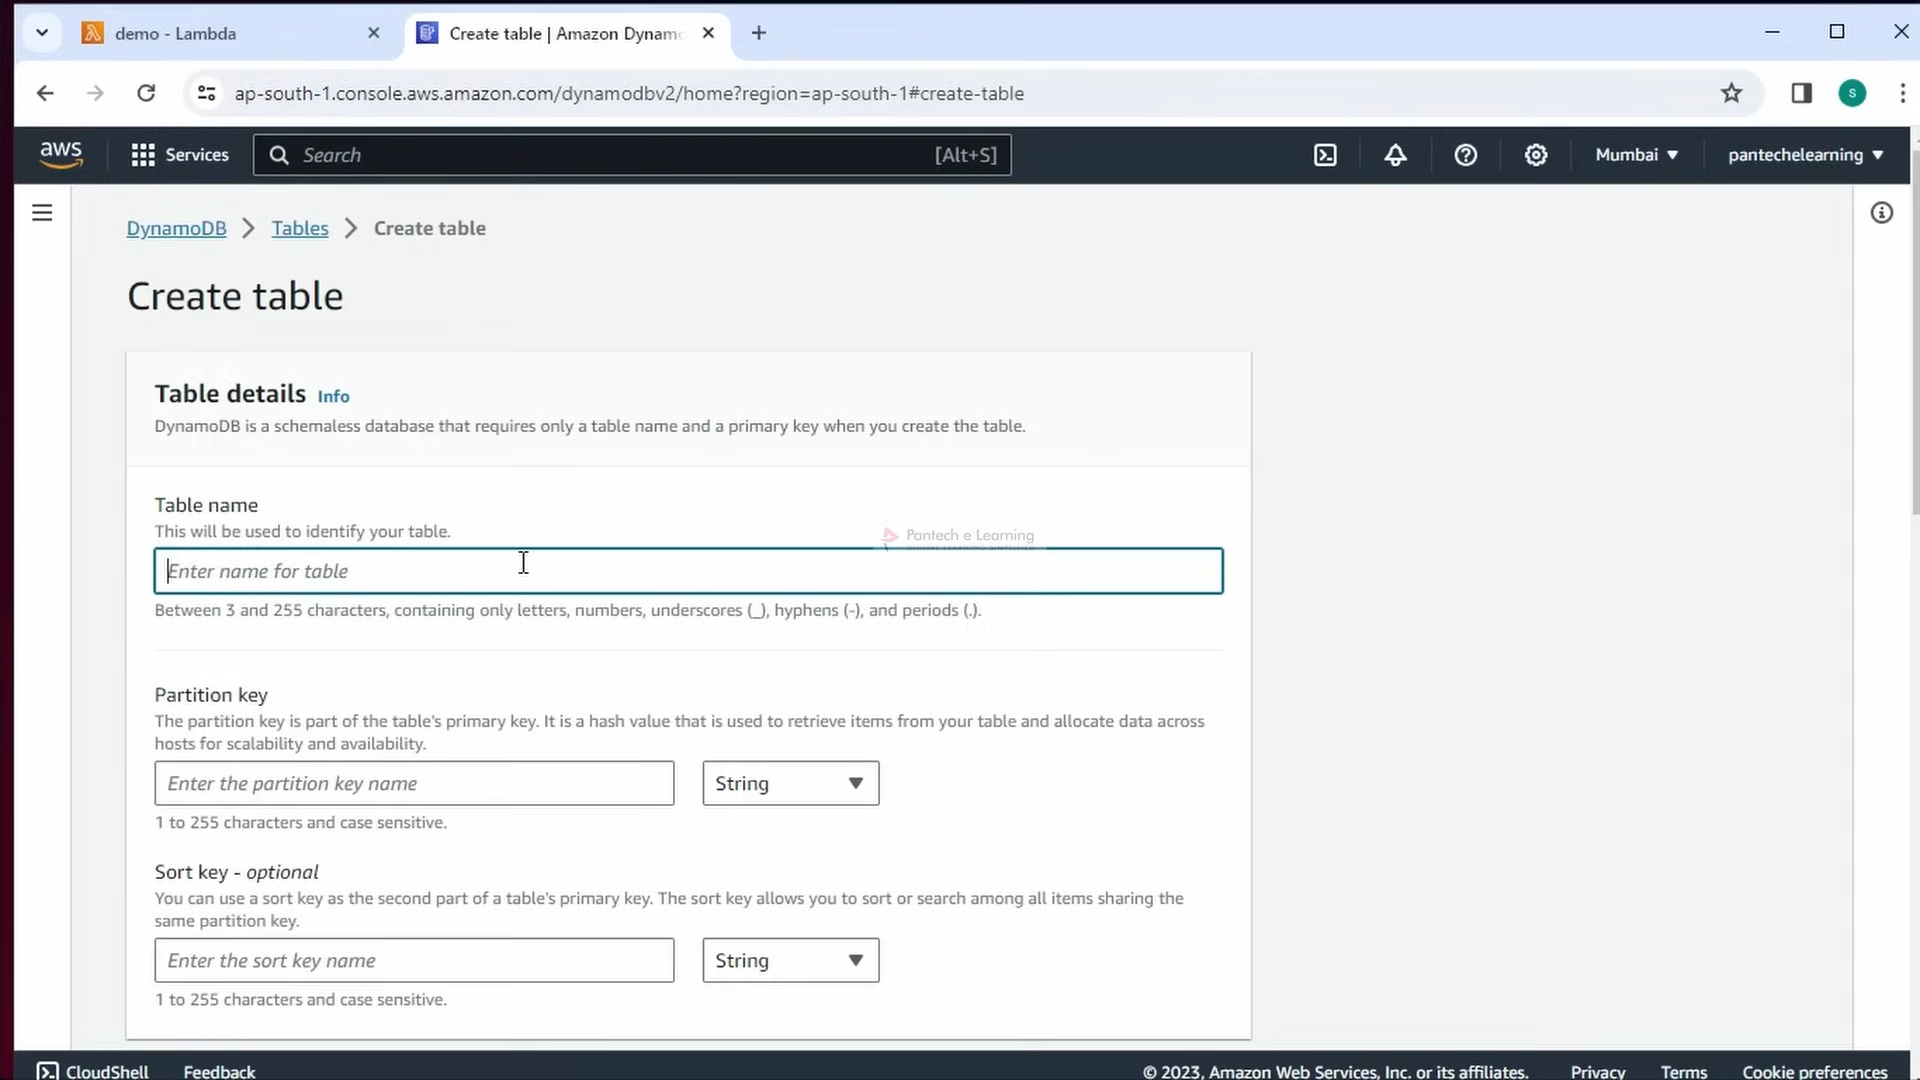 demo - Lambda
Create table | Amazon Dynam
ap-south-1.console.aws.amazon.com/dynamodbv2/home?region=ap-south-1#create-table
S
aws
Services
Search
[Alt+S]
Mumbai
pantechelearning
DynamoDB
Tables
Create table
Create table
Table details Info
DynamoDB is a schemaless database that requires only a table name and a primary key when you create the table.
Table name
This will be used to identify your table.
Pantech e Learning
Enter name for table
Between 3 and 255 characters, containing only letters, numbers, underscores (_), hyphens (-), and periods (.).
Partition key
The partition key is part of the table's primary key. It is a hash value that is used to retrieve items from your table and allocate data across
hosts for scalability and availability.
Enter the partition key name
String
1 to 255 characters and case sensitive.
Sort key - optional
You can use a sort key as the second part of a table's primary key. The sort key allows you to sort or search among all items sharing the
same partition key.
Enter the sort key name
String
1 to 255 characters and case sensitive.
CloudShell
Feedback
© 2023, Amazon Web Services, Inc. or its affiliates.
Privacy
Terms
Cookie preferences